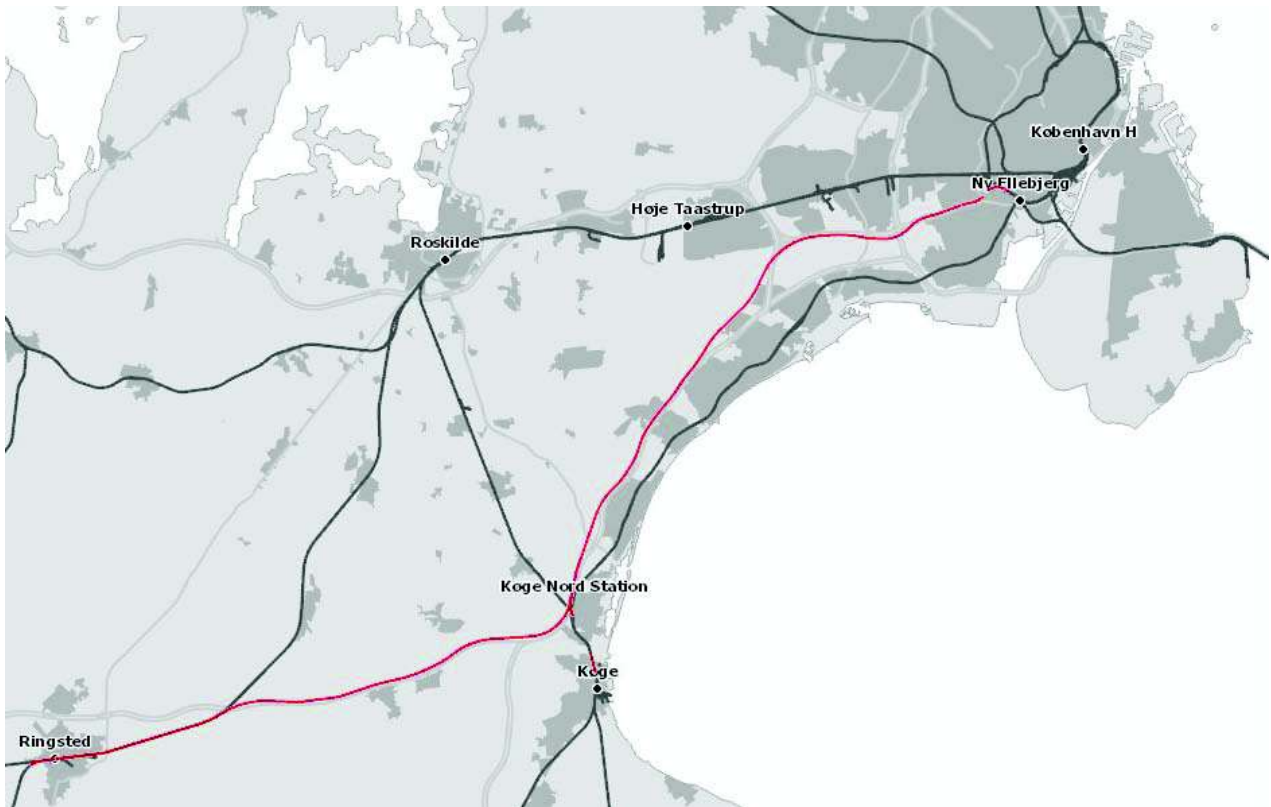 København H
Ny Ellebjerg
Høje Taastrup
Roskilde
Køge Nord Station
Køge
Ringsted